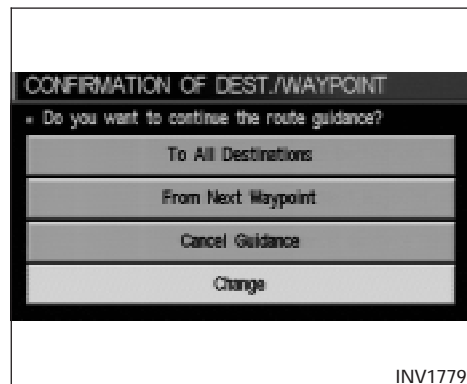 CONFIRMATION OF DEST./WAYPOINT
• Do you want to continue the route guidance?
To All Destinations
From Next Waypoint
Cancel Guidance
Change
INV1779